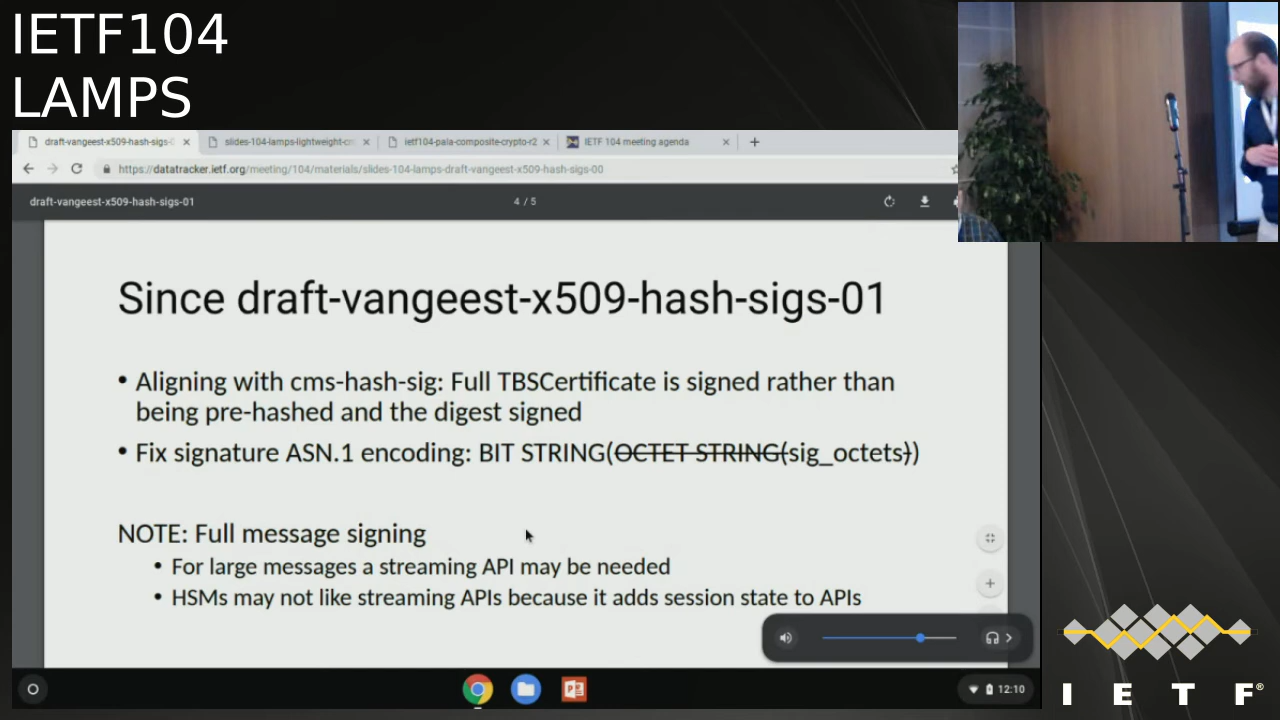 IETF104
LAMPS
draft-vangeest-x509-hash-sigs-0
slides-104-lamps-lightweight-cm
ietf104-pala-composite-crypto-r2
IETF 104 meeting agenda
https://datatracker.ietf.org/meeting/104/materials/slides-104-lamps-draft-vangeest-x509-hash-sigs-00
draft-vangeest-x509-hash-sigs-01
4 / 5
Since draft-vangeest-x509-hash-sigs-01
• Aligning with cms-hash-sig: Full TBSCertificate is signed rather than
being pre-hashed and the digest signed
• Fix signature ASN.1 encoding: BIT STRING(OCTET STRING(sig_octets))
NOTE: Full message signing
• For large messages a streaming API may be needed
• HSMs may not like streaming APIs because it adds session state to APIs
12:10
I E T F®